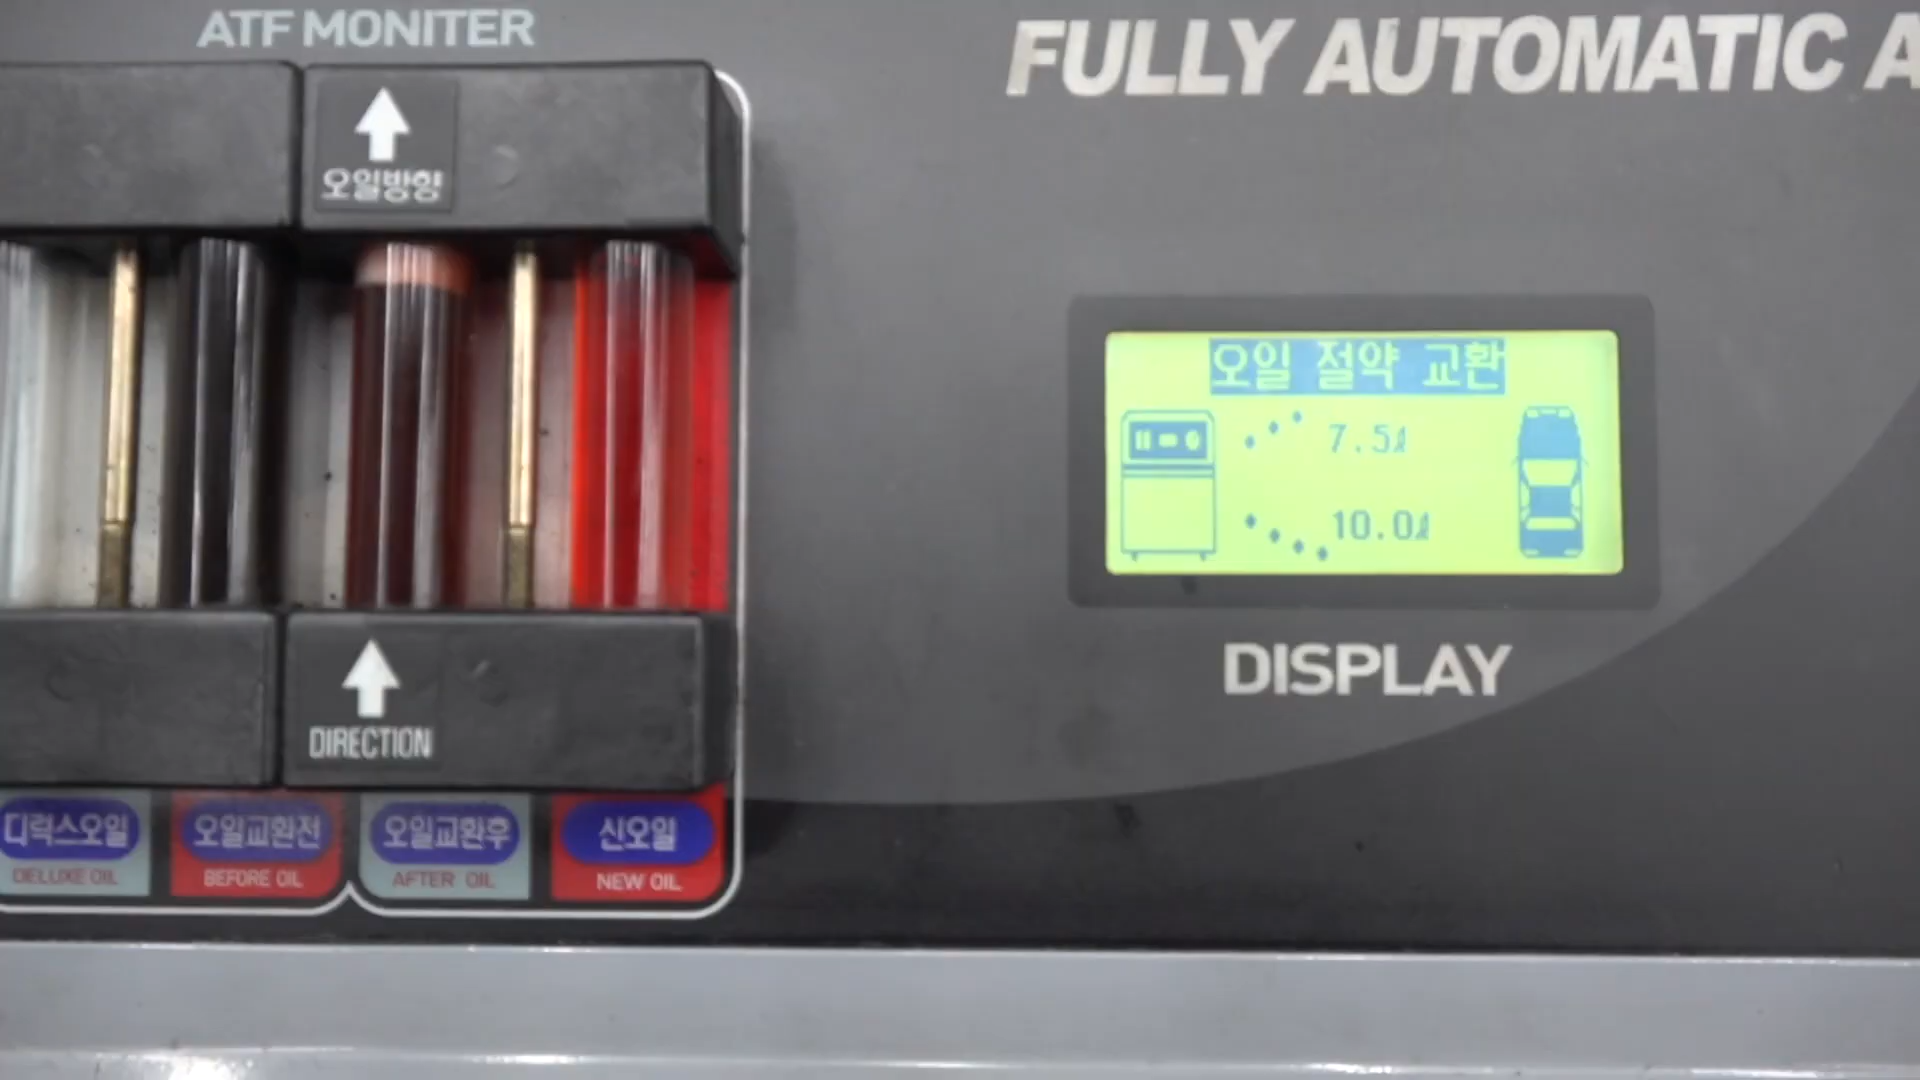 ATF MONITER
FULLY AUTOMATIC A
오일방향
오일 절약 교환
7.5ℓ
10.0ℓ
DISPLAY
DIRECTION
디럭스오일
오일교환전
오일교환후
신오일
DELUXE OIL
BEFORE OIL
AFTER OIL
NEW OIL